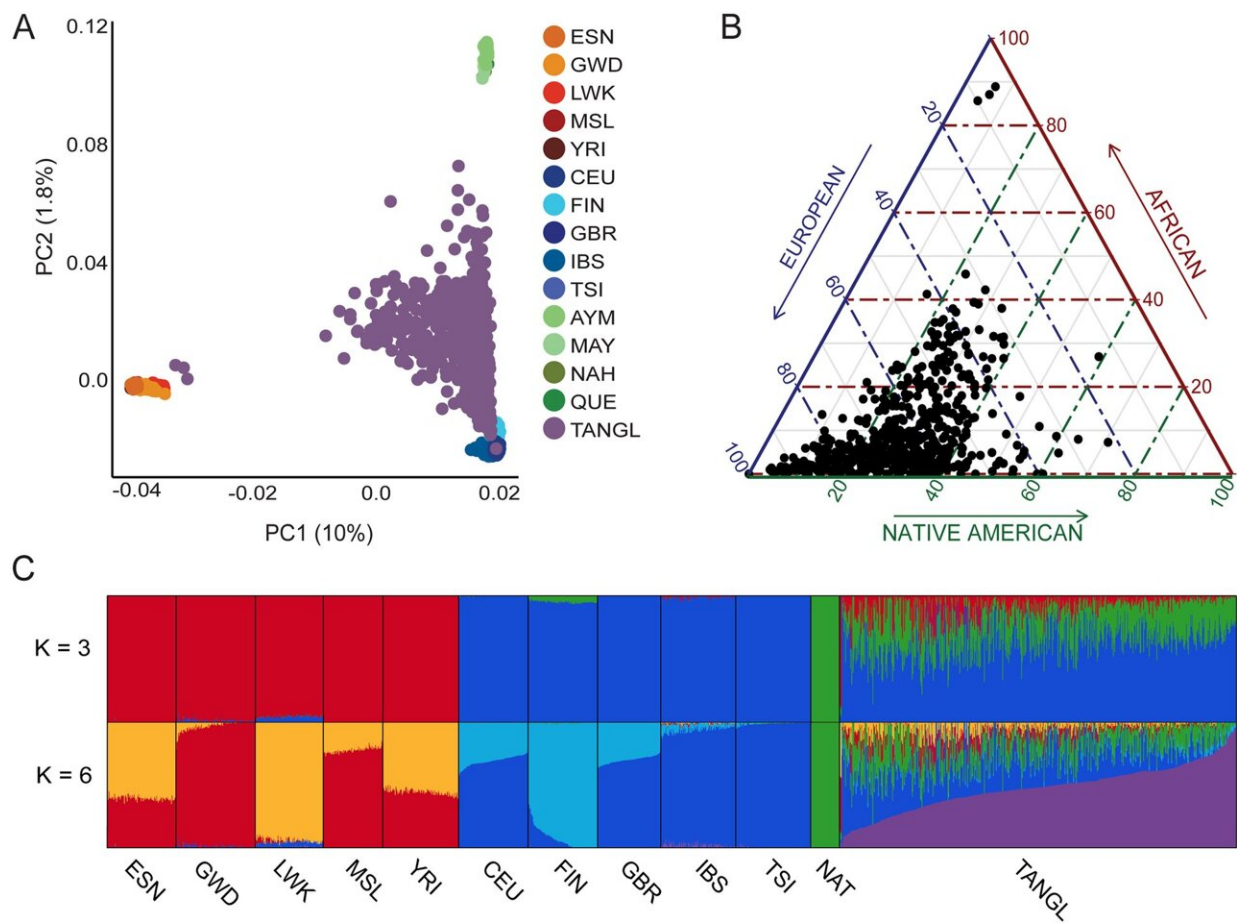 A
0.12
0.08
0.04
0.0
PC2 (1.8%)
-0.04
-0.02
0.0
0.02
PC1 (10%)
ESN
GWD
LWK
MSL
YRI
CEU
FIN
GBR
IBS
TSI
AYM
MAY
NAH
QUE
TANGL
B
100
80
60
40
20
20
40
60
80
100
20
40
60
80
100
EUROPEAN
AFRICAN
NATIVE AMERICAN
C
K = 3
K = 6
ESN
GWD
LWK
MSL
YRI
CEU
FIN
GBR
IBS
TSI
NAT
TANGL